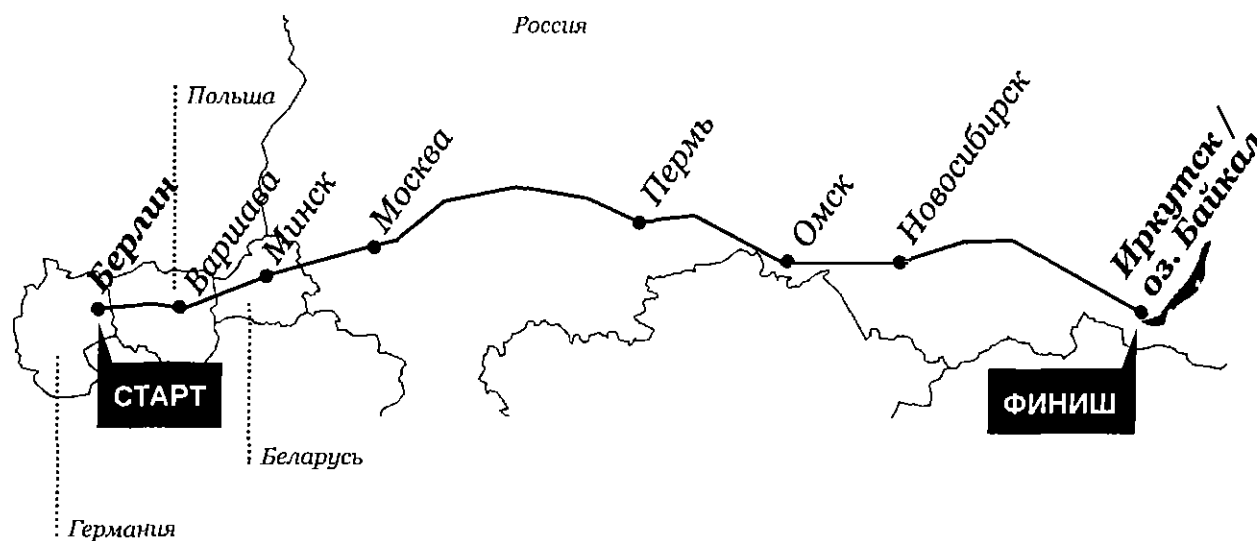 Россия
Польша
Берлин
Варшава
Минск
Москва
Пермь
Омск
Новосибирск
Иркутск /
оз. Байкал
СТАРТ
ФИНИШ
Беларусь
Германия